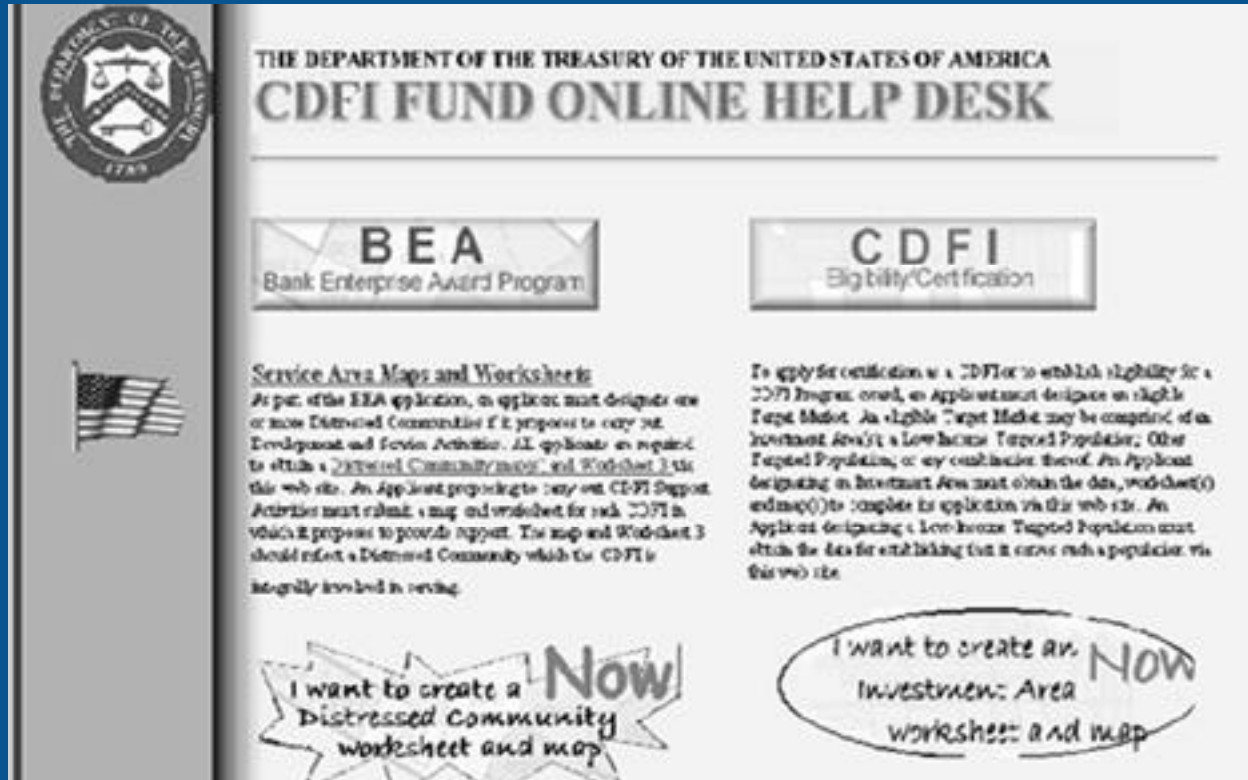 THE DEPARTMENT OF THE TREASURY
1789
THE DEPARTMENT OF THE TREASURY OF THE UNITED STATES OF AMERICA
CDFI FUND ONLINE HELP DESK
BEA
Bank Enterprise Award Program
Service Area Maps and Worksheets
As part of the BEA application, an applicant must designate one
or more Distressed Communities if it proposes to carry out
Development and Service Activities. All applicants are required
to obtain a Distressed Community map and Worksheet 3 via
this web site. An Applicant proposing to carry out CDFI Support
Activities must submit a map and worksheet for each CDFI in
which it proposes to provide support. The map and Worksheet 3
should reflect a Distressed Community which the CDFI is
integrally involved in serving.
I want to create a Now
Distressed Community
worksheet and map
CDFI
Eligibility/Certification
To apply for certification as a CDFI or to establish eligibility for a
CDFI Program award, an Applicant must designate an eligible
Target Market. An eligible Target Market may be comprised of an
Investment Area(s); a Low Income Targeted Population; Other
Targeted Population; or any combination thereof. An Applicant
designating an Investment Area must obtain the data, worksheet(s)
and map(s) to complete its application via this web site. An
Applicant designating a Low Income Targeted Population must
obtain the data for establishing that it serves such a population via
this web site.
I want to create an Now
Investment Area
worksheet and map